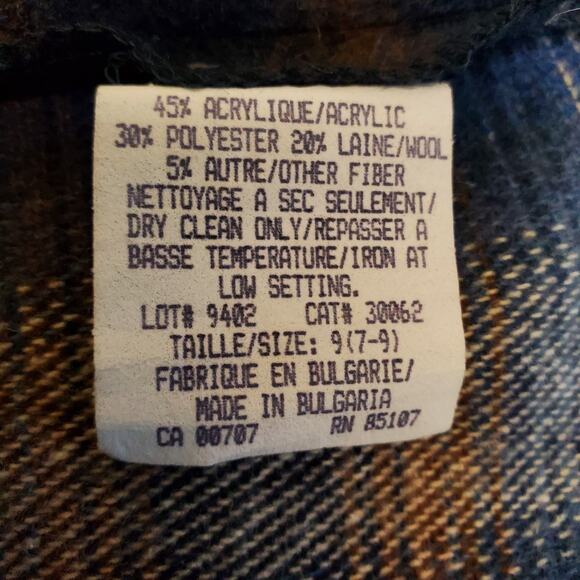 45% ACRYLIQUE/ACRYLIC
30% POLYESTER 20% LAINE/WOOL
5% AUTRE/OTHER FIBER
NETTOYAGE A SEC SEULEMENT/
DRY CLEAN ONLY/REPASSER A
BASSE TEMPERATURE/IRON AT
LOW SETTING.
LOT# 9402 CAT# 30062
TAILLE/SIZE: 9(7-9)
FABRIQUE EN BULGARIE/
MADE IN BULGARIA
CA 00707 RN 85107